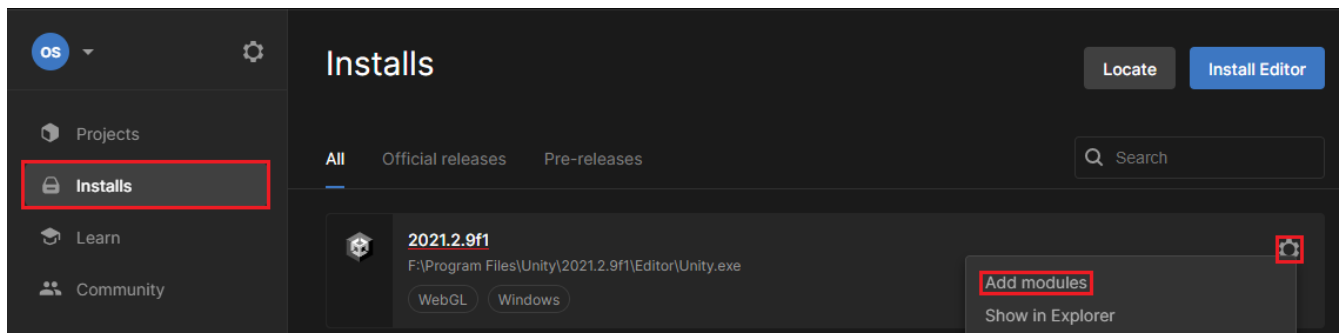 OS
Installs
Locate
Install Editor
Projects
Installs
Learn
Community
All
Official releases
Pre-releases
Search
2021.2.9f1
F:\Program Files\Unity\2021.2.9f1\Editor\Unity.exe
WebGL
Windows
Add modules
Show in Explorer